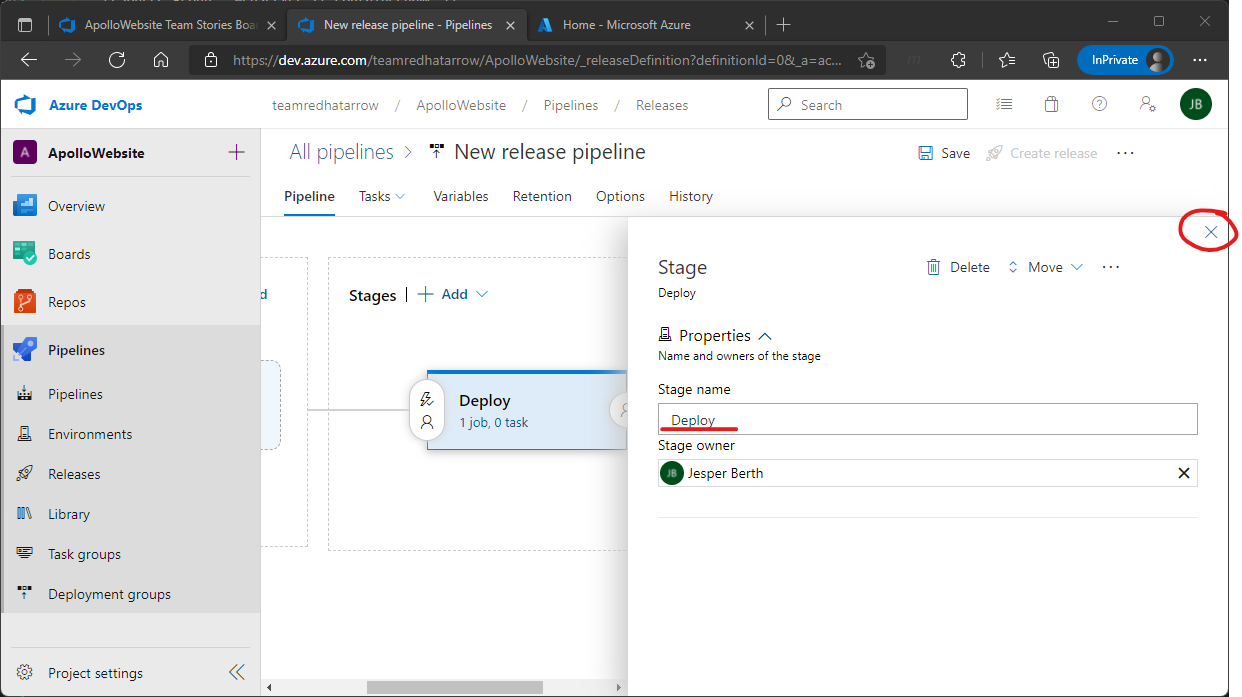 ApolloWebsite Team Stories Boa
New release pipeline - Pipelines
Home - Microsoft Azure
https://dev.azure.com/teamredhatarrow/ApoloWebsite/_releaseDefinition?definitionId=0&_a=ac...
InPrivate
Azure DevOps
teamredhatarrow / ApolloWebsite / Pipelines / Releases
Search
JB
A ApolloWebsite
All pipelines > New release pipeline
Save
Create release
Pipeline
Tasks
Variables
Retention
Options
History
Overview
Boards
Repos
Pipelines
Pipelines
Environments
Releases
Library
Task groups
Deployment groups
Project settings
d
Stages | + Add
Deploy
1 job, 0 task
Stage
Delete
Move
Deploy
Properties
Name and owners of the stage
Stage name
Deploy
Stage owner
JB Jesper Berth